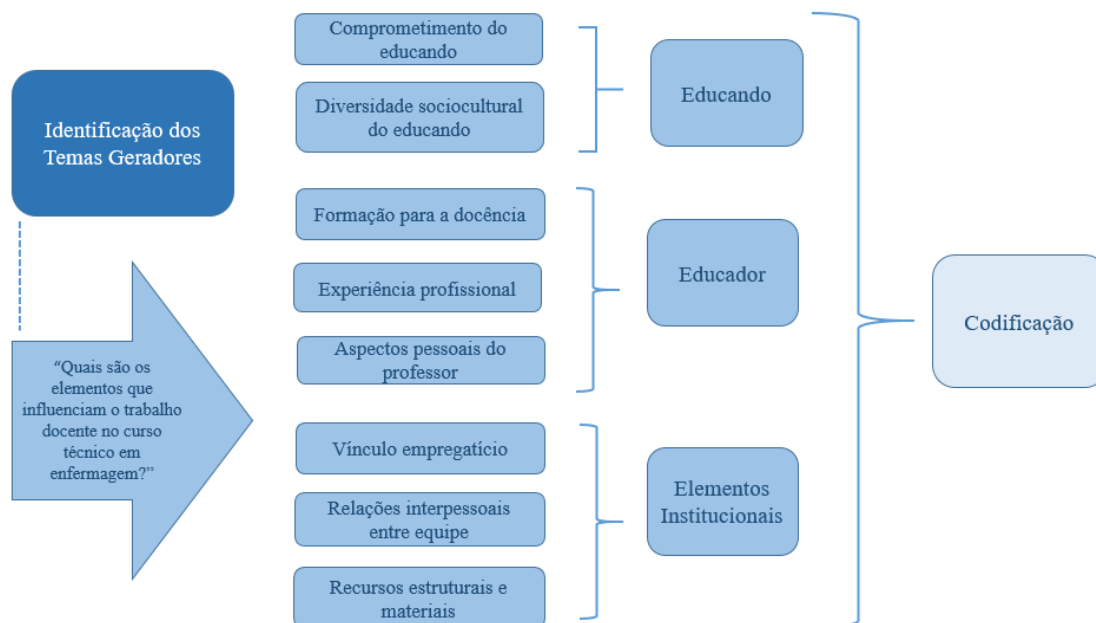 Identificação dos
Temas Geradores
“Quais são os
elementos que
influenciam o trabalho
docente no curso
técnico em
enfermagem?”
Comprometimento do
educando
Diversidade sociocultural
do educando
Educando
Formação para a docência
Experiência profissional
Aspectos pessoais do
professor
Educador
Vínculo empregatício
Relações interpessoais
entre equipe
Recursos estruturais e
materiais
Elementos
Institucionais
Codificação